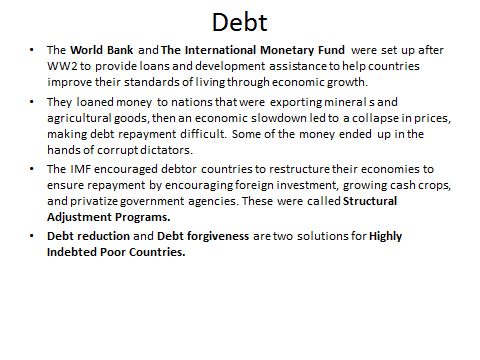 Debt
• The World Bank and The International Monetary Fund were set up after
WW2 to provide loans and development assistance to help countries
improve their standards of living through economic growth.
• They loaned money to nations that were exporting mineral s and
agricultural goods, then an economic slowdown led to a collapse in prices,
making debt repayment difficult. Some of the money ended up in the
hands of corrupt dictators.
• The IMF encouraged debtor countries to restructure their economies to
ensure repayment by encouraging foreign investment, growing cash crops,
and privatize government agencies. These were called Structural
Adjustment Programs.
• Debt reduction and Debt forgiveness are two solutions for Highly
Indebted Poor Countries.